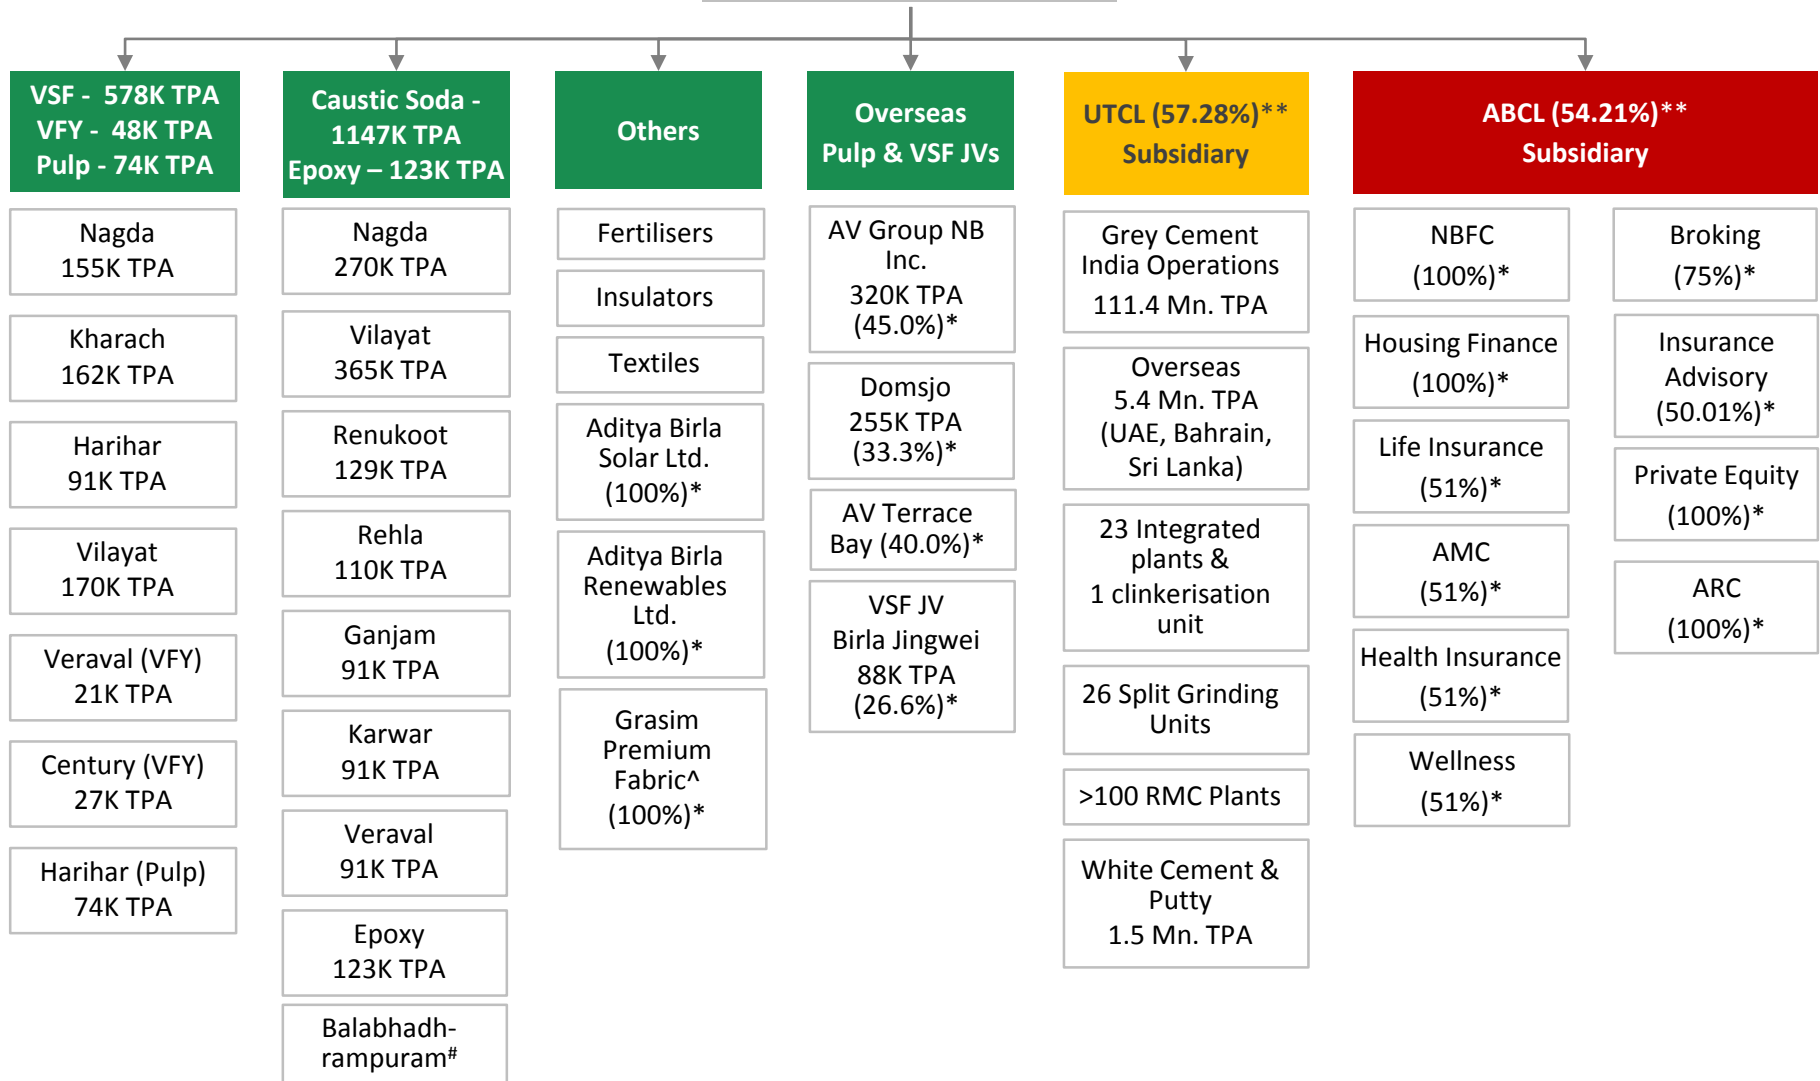 VSF - 578K TPA
VFY - 48K TPA
Pulp - 74K TPA
Nagda
155K TPA
Kharach
162K TPA
Harihar
91K TPA
Vilayat
170K TPA
Veraval (VFY)
21K TPA
Century (VFY)
27K TPA
Harihar (Pulp)
74K TPA
Caustic Soda -
1147K TPA
Epoxy – 123K TPA
Nagda
270K TPA
Vilayat
365K TPA
Renukoot
129K TPA
Rehla
110K TPA
Ganjam
91K TPA
Karwar
91K TPA
Veraval
91K TPA
Epoxy
123K TPA
Balabhadh-
rampuram#
Others
Fertilisers
Insulators
Textiles
Aditya Birla
Solar Ltd.
(100%)*
Aditya Birla
Renewables
Ltd.
(100%)*
Grasim
Premium
Fabric^
(100%)*
Overseas
Pulp & VSF JVs
AV Group NB
Inc.
320K TPA
(45.0%)*
Domsjo
255K TPA
(33.3%)*
AV Terrace
Bay (40.0%)*
VSF JV
Birla Jingwei
88K TPA
(26.6%)*
UTCL (57.28%)**
Subsidiary
Grey Cement
India Operations
111.4 Mn. TPA
Overseas
5.4 Mn. TPA
(UAE, Bahrain,
Sri Lanka)
23 Integrated
plants &
1 clinkerisation
unit
26 Split Grinding
Units
>100 RMC Plants
White Cement &
Putty
1.5 Mn. TPA
ABCL (54.21%)**
Subsidiary
NBFC
(100%)*
Housing Finance
(100%)*
Life Insurance
(51%)*
AMC
(51%)*
Health Insurance
(51%)*
Wellness
(51%)*
Broking
(75%)*
Insurance
Advisory
(50.01%)*
Private Equity
(100%)*
ARC
(100%)*